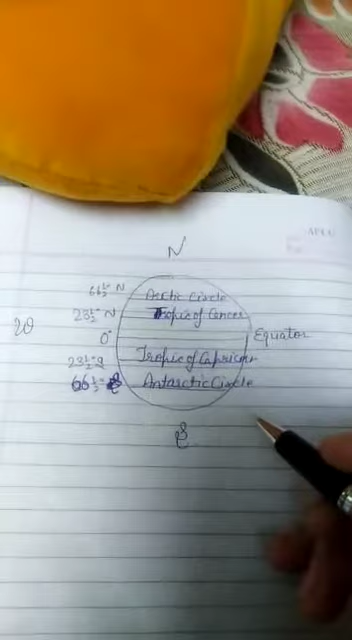 N
66½° N Arctic Circle
23½° N Tropic of Cancer
0° Equator
23½° S Tropic of Capricorn
66½° S Antarctic Circle
S